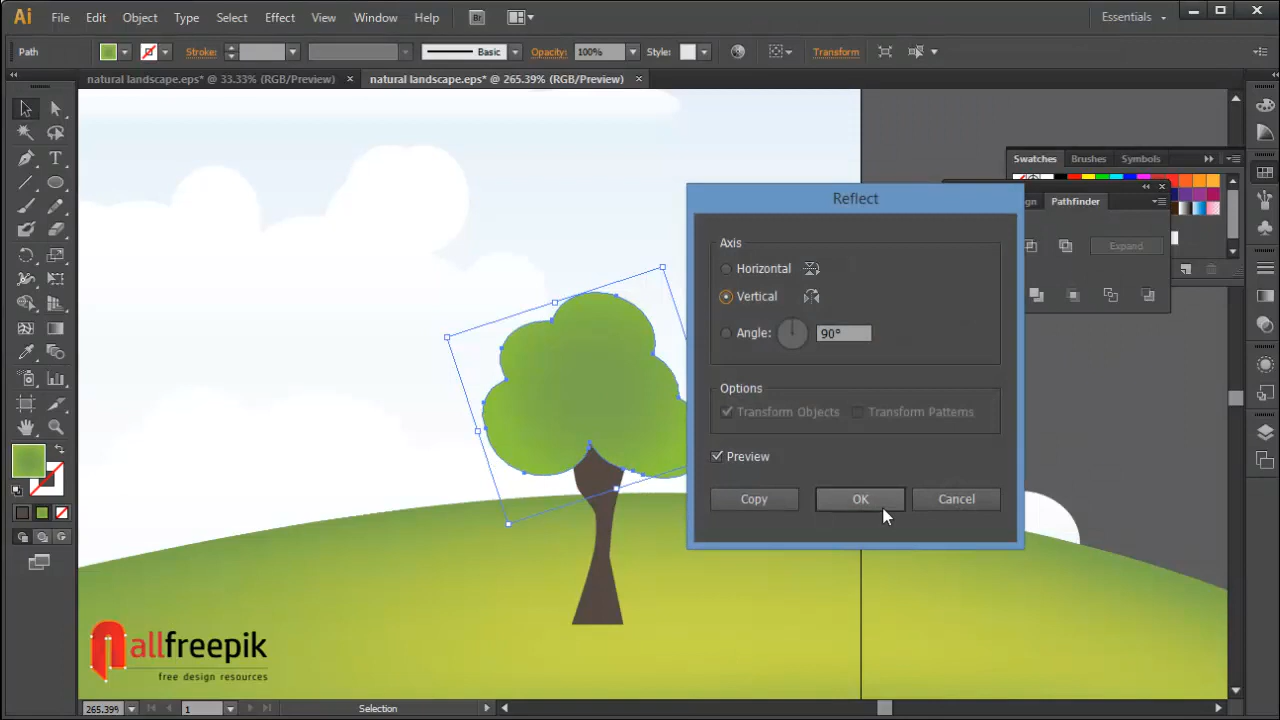 Ai File Edit Object Type Select Effect View Window Help Br Essentials
Path Stroke: Basic Opacity: 100% Style: Transform
natural landscape.eps* @ 33.33% (RGB/Preview) × natural landscape.eps* @ 265.39% (RGB/Preview) ×
Swatches Brushes Symbols
Pathfinder
Expand
Reflect
Axis
Horizontal
Vertical
Angle: 90°
Options
Transform Objects Transform Patterns
Preview
Copy OK Cancel
allfreepik
free design resources
265.39% 1 Selection